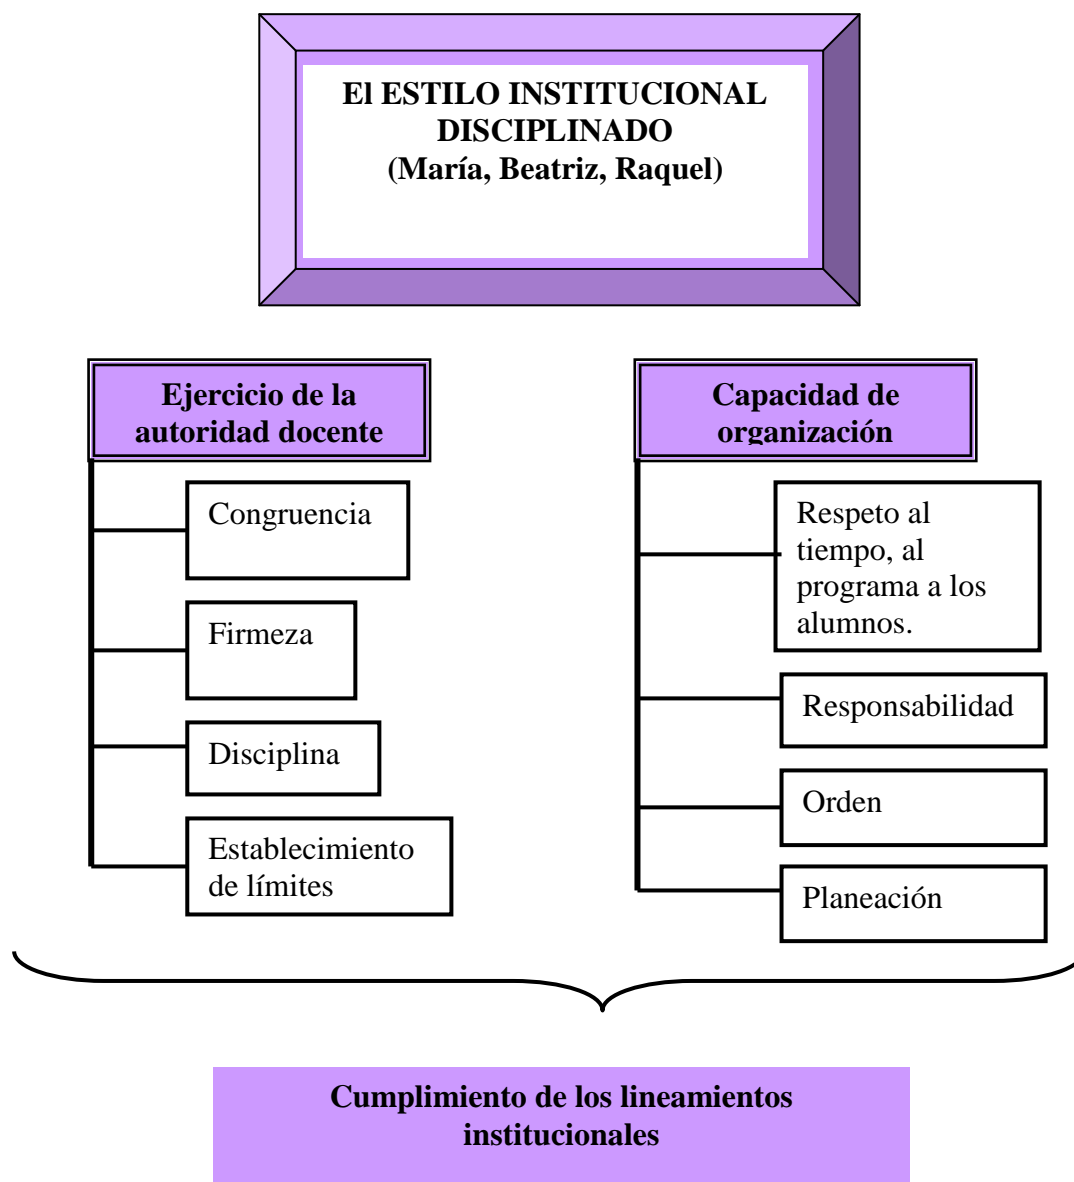 El ESTILO INSTITUCIONAL
DISCIPLINADO
(María, Beatriz, Raquel)
Ejercicio de la
autoridad docente
Congruencia
Firmeza
Disciplina
Establecimiento
de límites
Capacidad de
organización
Respeto al
tiempo, al
programa a los
alumnos.
Responsabilidad
Orden
Planeación
Cumplimiento de los lineamientos
institucionales